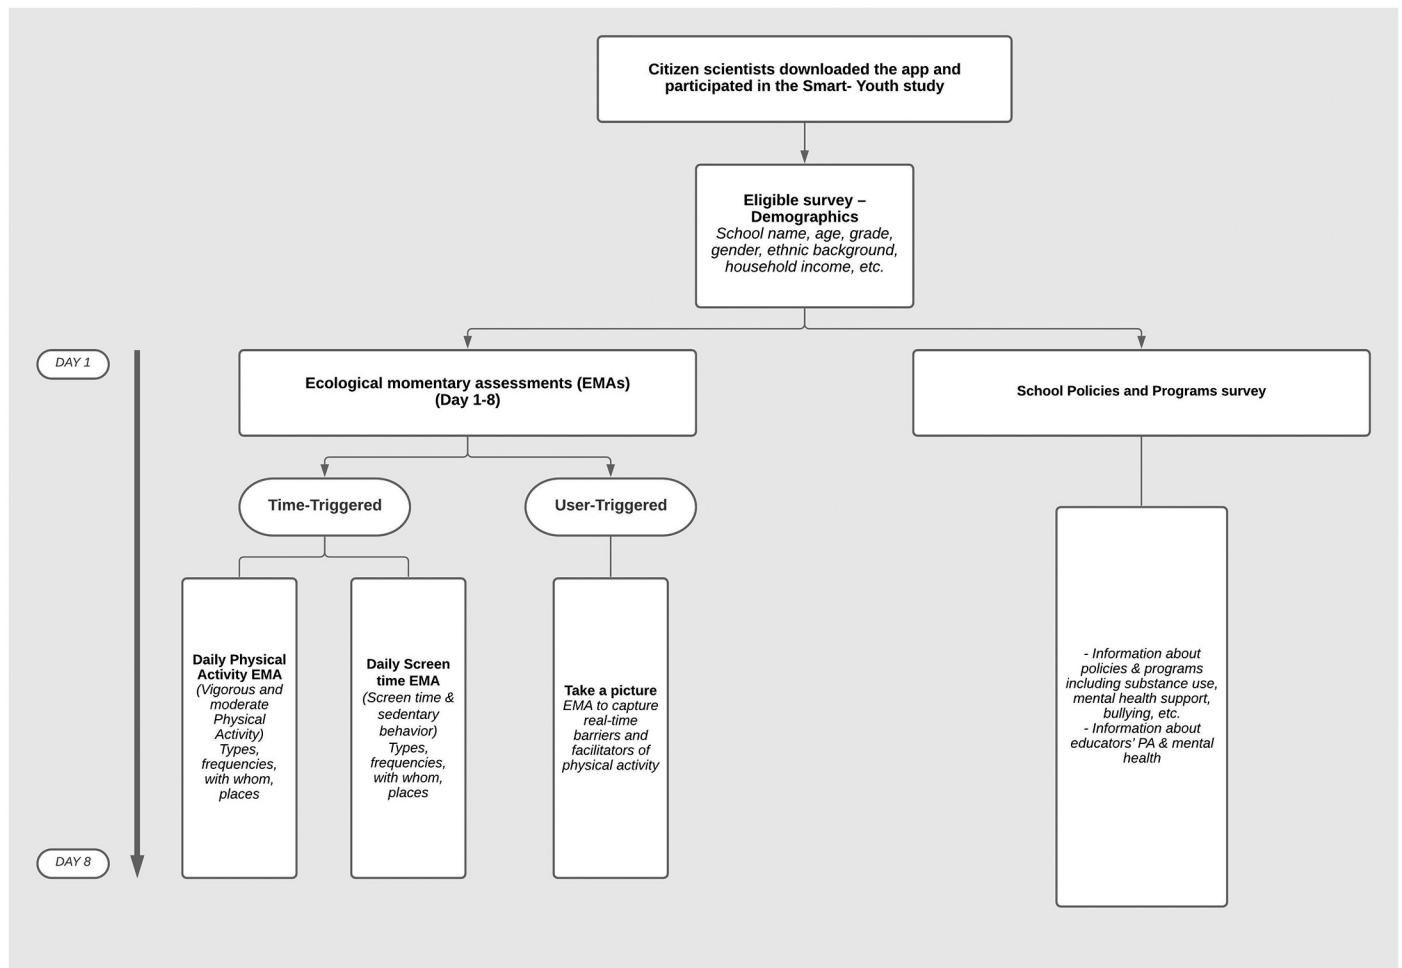 Citizen scientists downloaded the app and
participated in the Smart- Youth study
Eligible survey –
Demographics
School name, age, grade,
gender, ethnic background,
household income, etc.
DAY 1
Ecological momentary assessments (EMAs)
(Day 1-8)
School Policies and Programs survey
Time-Triggered
User-Triggered
Daily Physical
Activity EMA
(Vigorous and
moderate
Physical
Activity)
Types,
frequencies,
with whom,
places
Daily Screen
time EMA
(Screen time &
sedentary
behavior)
Types,
frequencies,
with whom,
places
Take a picture
EMA to capture
real-time
barriers and
facilitators of
physical activity
- Information about
policies & programs
including substance use,
mental health support,
bullying, etc.
- Information about
educators' PA & mental
health
DAY 8